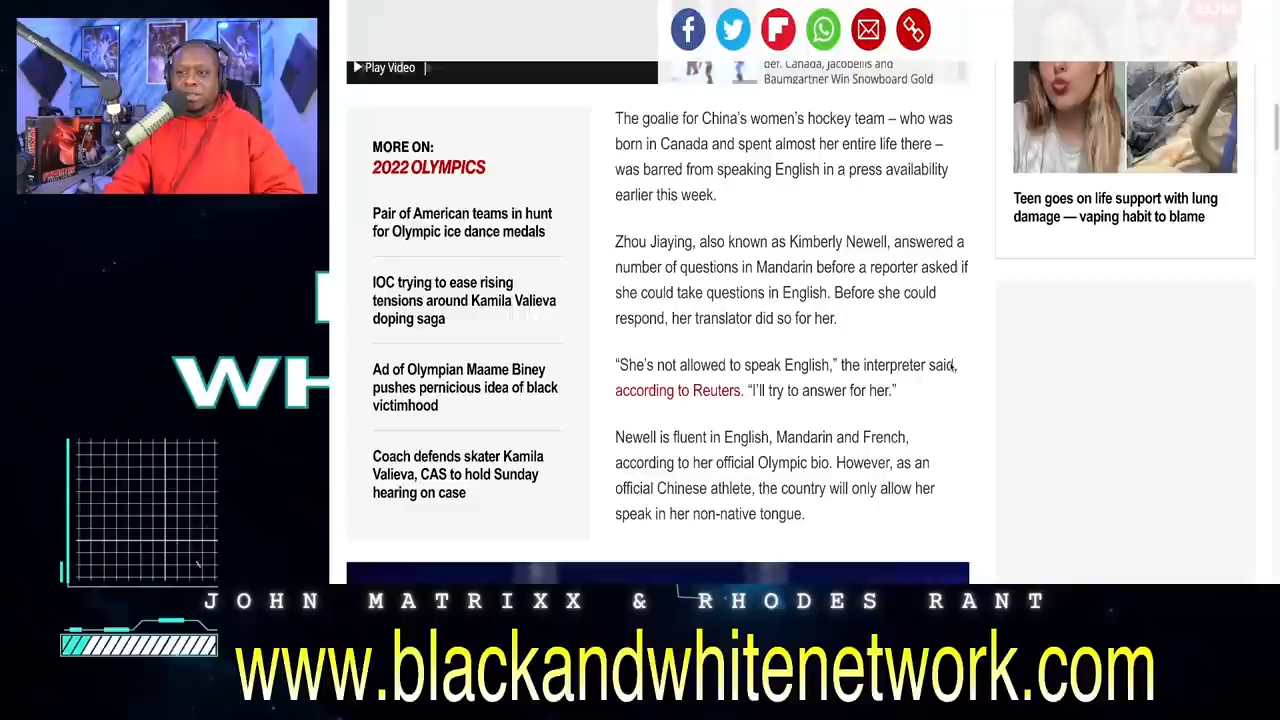 Play Video
der. Canada, Jacobellis and
Baumgartner Win Snowboard Gold
MORE ON:
2022 OLYMPICS
Pair of American teams in hunt
for Olympic ice dance medals
IOC trying to ease rising
tensions around Kamila Valieva
doping saga
Ad of Olympian Maame Biney
pushes pernicious idea of black
victimhood
Coach defends skater Kamila
Valieva, CAS to hold Sunday
hearing on case
The goalie for China’s women’s hockey team – who was
born in Canada and spent almost her entire life there –
was barred from speaking English in a press availability
earlier this week.
Zhou Jiaying, also known as Kimberly Newell, answered a
number of questions in Mandarin before a reporter asked if
she could take questions in English. Before she could
respond, her translator did so for her.
“She’s not allowed to speak English,” the interpreter said,
according to Reuters. “I’ll try to answer for her.”
Newell is fluent in English, Mandarin and French,
according to her official Olympic bio. However, as an
official Chinese athlete, the country will only allow her
speak in her non-native tongue.
Teen goes on life support with lung
damage — vaping habit to blame
WH
JOHN MATRIXX & RHODES RANT
www.blackandwhitenetwork.com